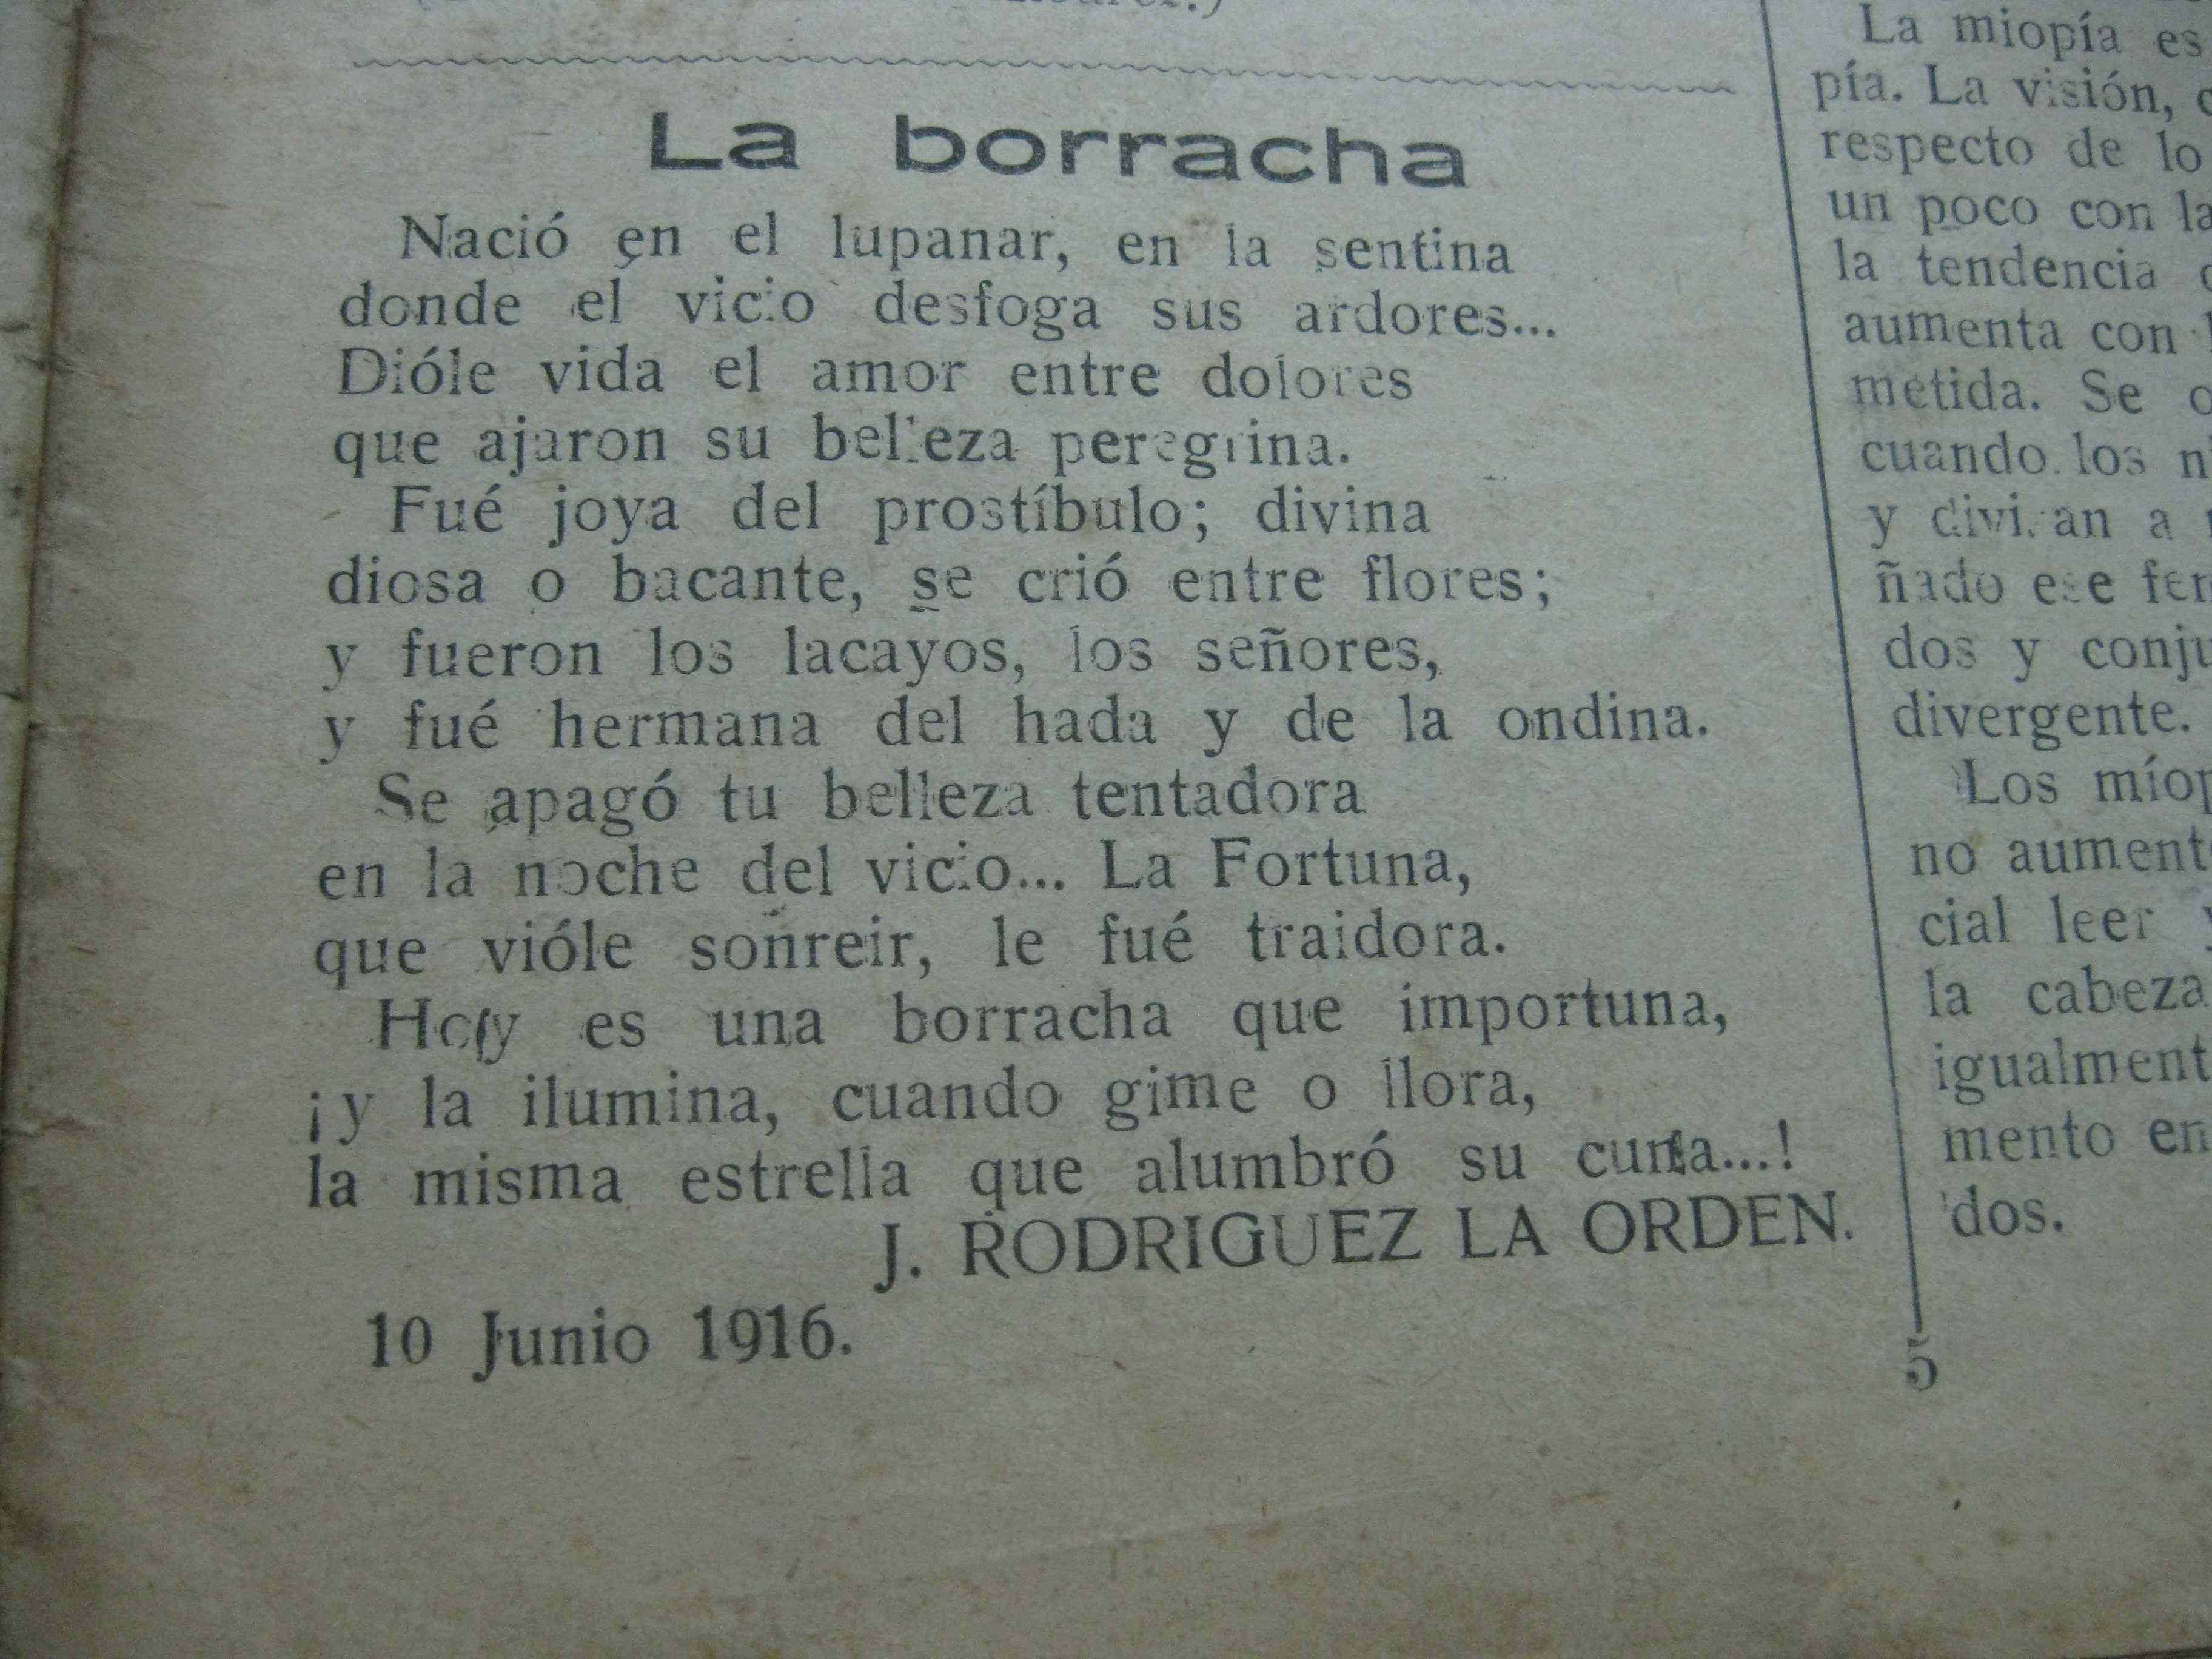 La borracha
Nació en el lupanar, en la sentina
donde el vicio desfoga sus ardores...
Dióle vida el amor entre dolores
que ajaron su belleza peregrina.
Fué joya del prostíbulo; divina
diosa o bacante, se crió entre flores;
y fueron los lacayos, los señores,
y fué hermana del hada y de la ondina.
Se apagó tu belleza tentadora
en la noche del vicio... La Fortuna,
que vióle sonreir, le fué traidora.
Hoy es una borracha que importuna,
¡y la ilumina, cuando gime o llora,
la misma estrella que alumbró su cuna...!
J. RODRIGUEZ LA ORDEN.
10 Junio 1916.
La miopía es
pía. La visión,
respecto de lo
un poco con la
la tendencia
aumenta con
metida. Se
cuando los
y an a
ñado ese
dos y
divergente.
Los
no
cial leer y
la cabeza
mento en
dos.
5